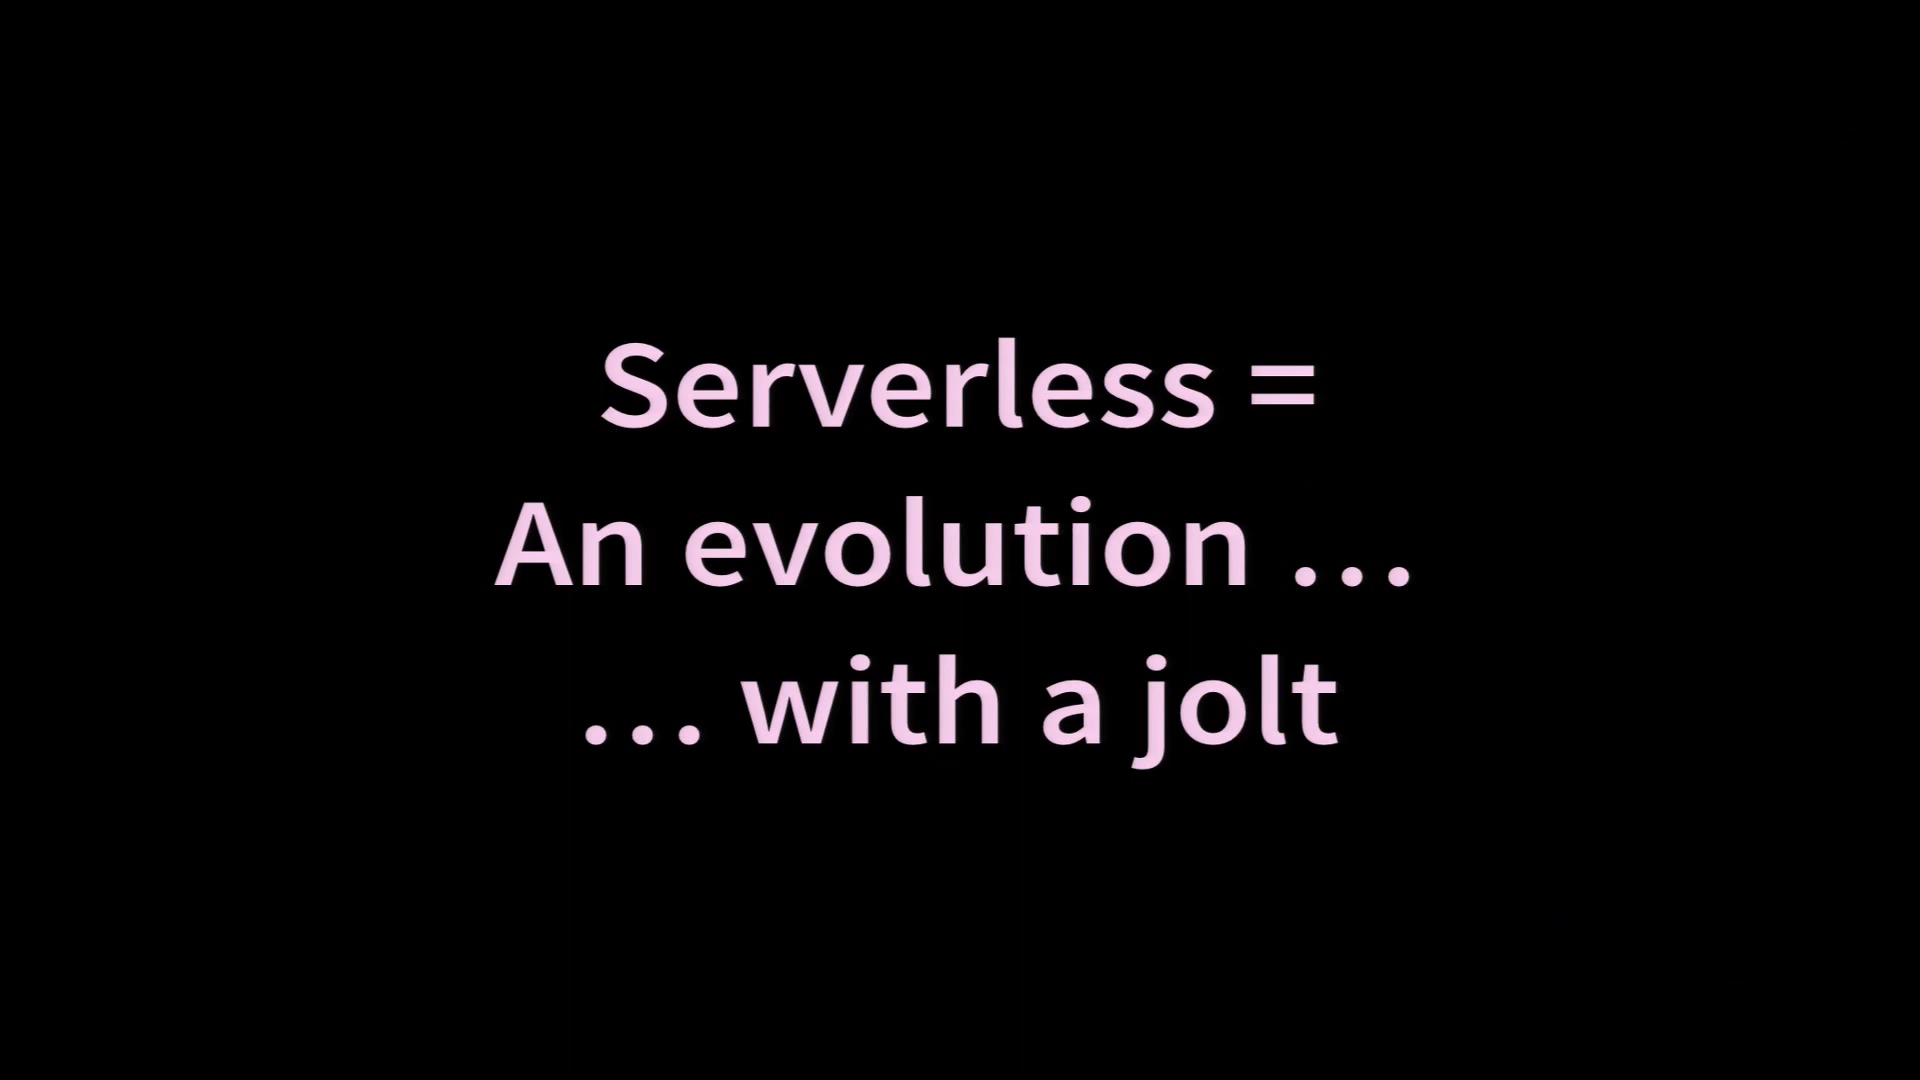 Serverless =
An evolution …
… with a jolt